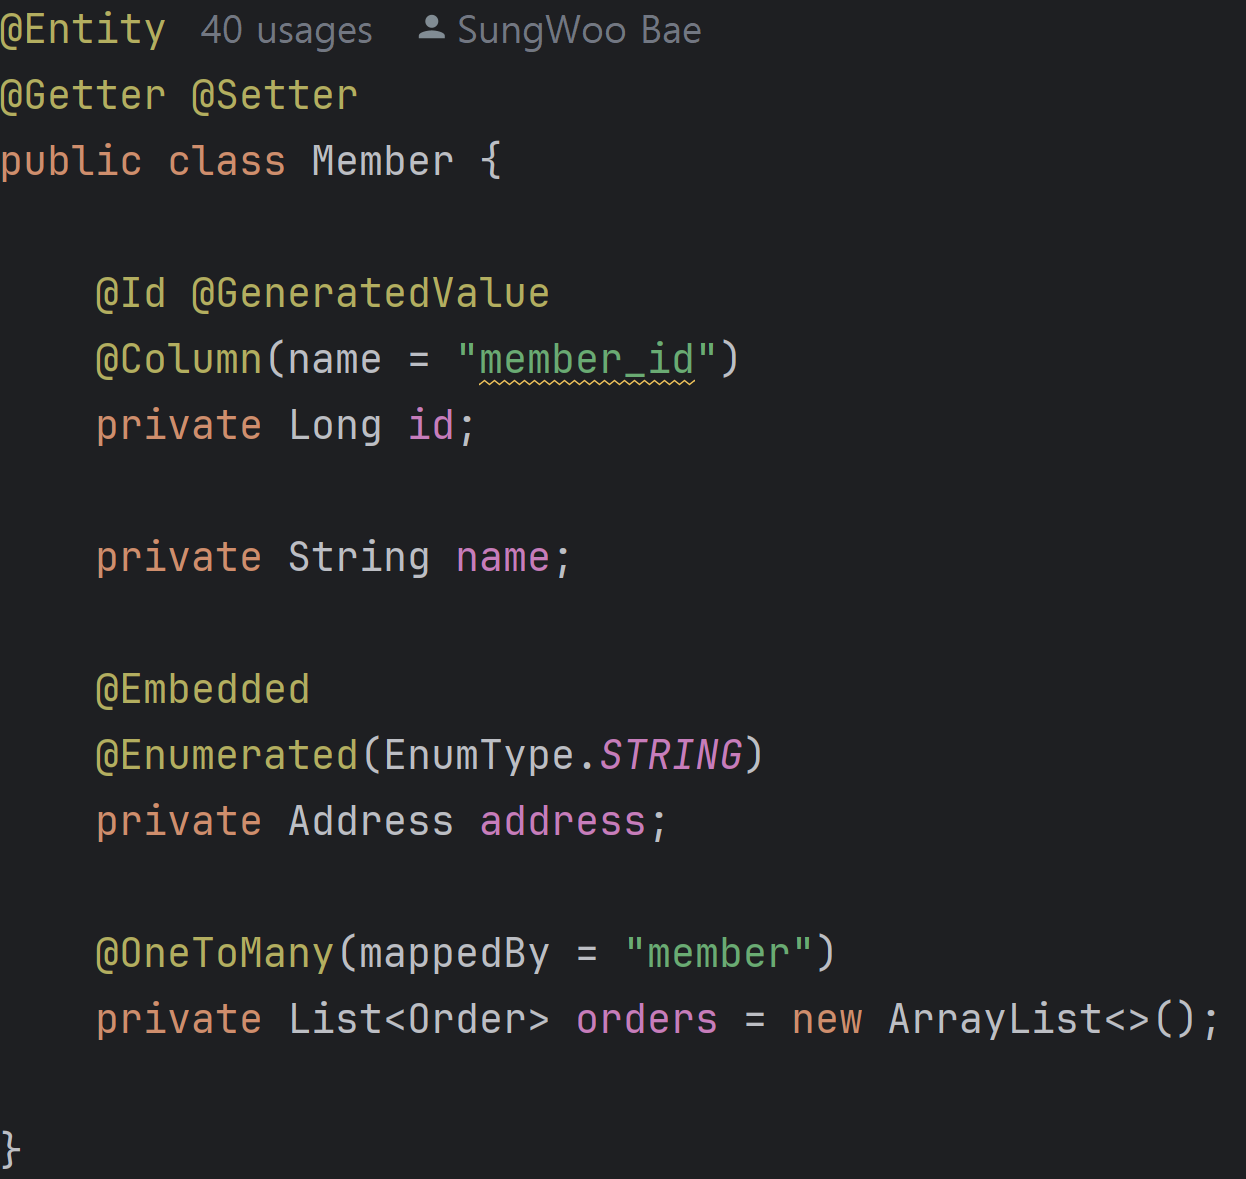 @Entity 40 usages SungWoo Bae
@Getter @Setter
public class Member {
@Id @GeneratedValue
@Column(name = "member_id")
private Long id;
private String name;
@Embedded
@Enumerated(EnumType.STRING)
private Address address;
@OneToMany(mappedBy = "member")
private List<Order> orders = new ArrayList<>();
}